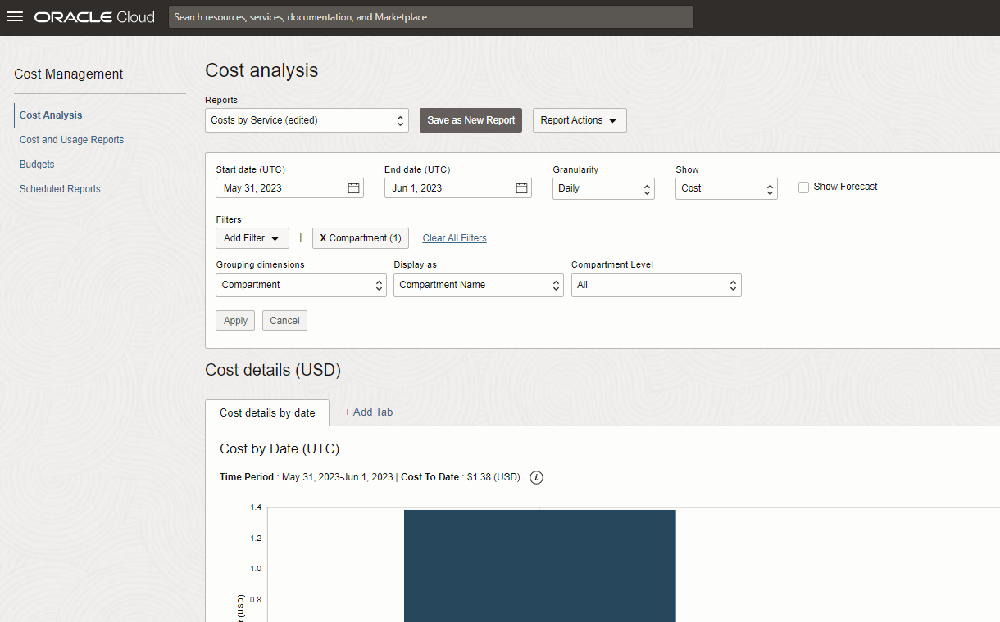 ORACLE Cloud
Search resources, services, documentation, and Marketplace
Cost Management
Cost Analysis
Cost and Usage Reports
Budgets
Scheduled Reports
Cost analysis
Reports
Costs by Service (edited)
Save as New Report
Report Actions
Start date (UTC)
End date (UTC)
Granularity
Show
May 31, 2023
Jun 1, 2023
Daily
Cost
Show Forecast
Filters
Add Filter
|
X Compartment (1)
Clear All Filters
Grouping dimensions
Display as
Compartment Level
Compartment
Compartment Name
All
Apply
Cancel
Cost details (USD)
Cost details by date
+ Add Tab
Cost by Date (UTC)
Time Period : May 31, 2023-Jun 1, 2023 | Cost To Date : $1.38 (USD) i
1.4
1.2
1.0
0.8
(USD)